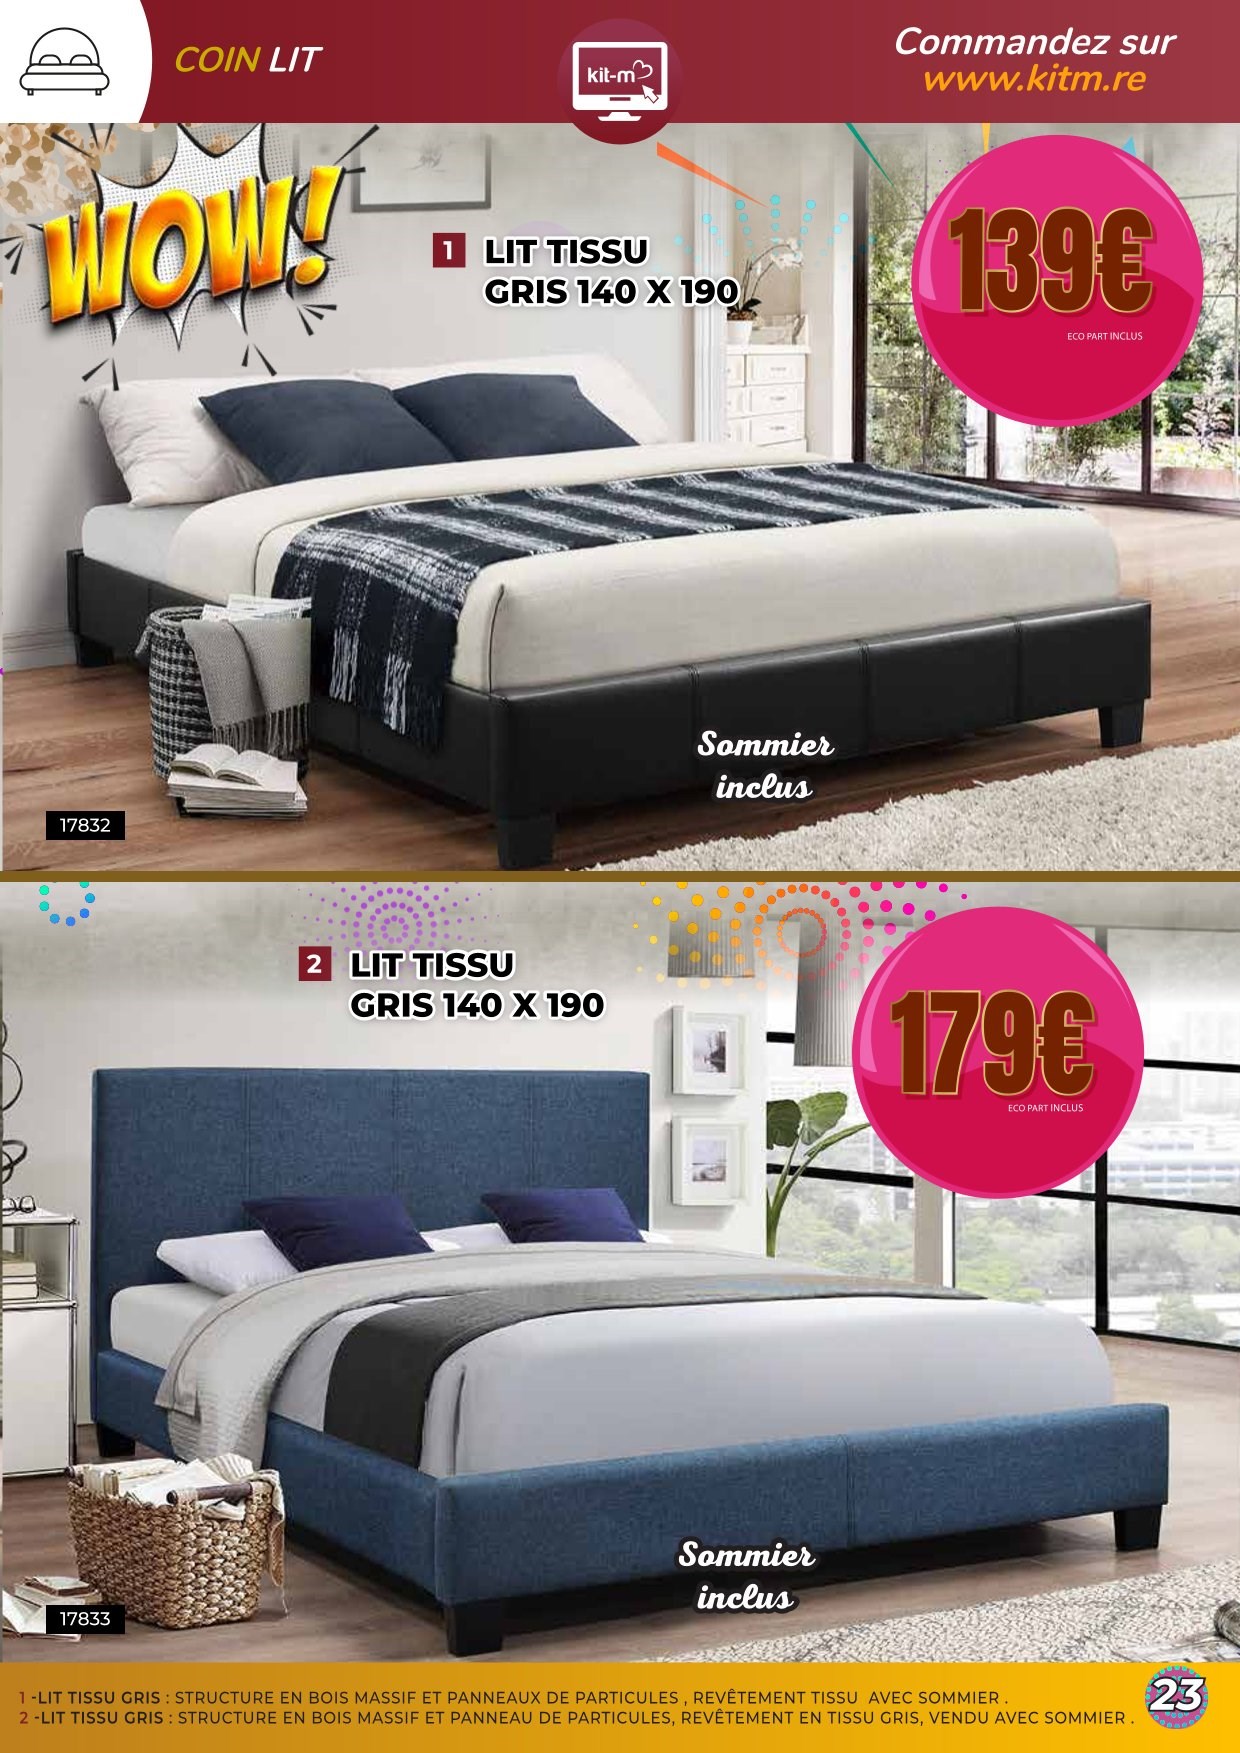 COIN LIT
kit-m
Commandez sur
www.kitm.re
WOW!
1 LIT TISSU
GRIS 140 X 190
139€
ECO PART INCLUS
Sommier
inclus
17832
2 LIT TISSU
GRIS 140 X 190
179€
ECO PART INCLUS
Sommier
inclus
17833
1 -LIT TISSU GRIS : STRUCTURE EN BOIS MASSIF ET PANNEAUX DE PARTICULES , REVÊTEMENT TISSU AVEC SOMMIER .
2 -LIT TISSU GRIS : STRUCTURE EN BOIS MASSIF ET PANNEAU DE PARTICULES, REVÊTEMENT EN TISSU GRIS, VENDU AVEC SOMMIER .
23